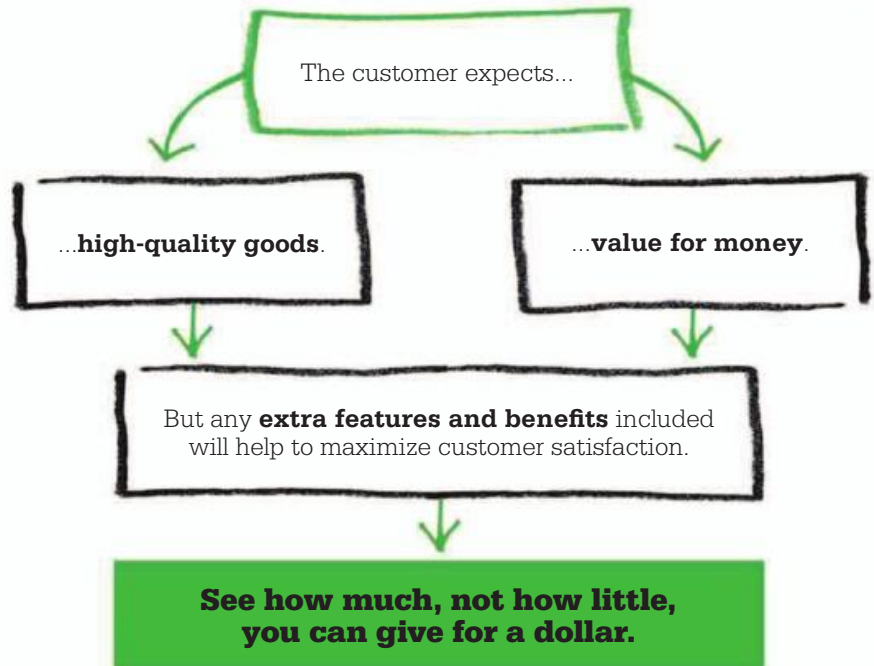 The customer expects...
...high-quality goods.
...value for money.
But any extra features and benefits included
will help to maximize customer satisfaction.
See how much, not how little,
you can give for a dollar.